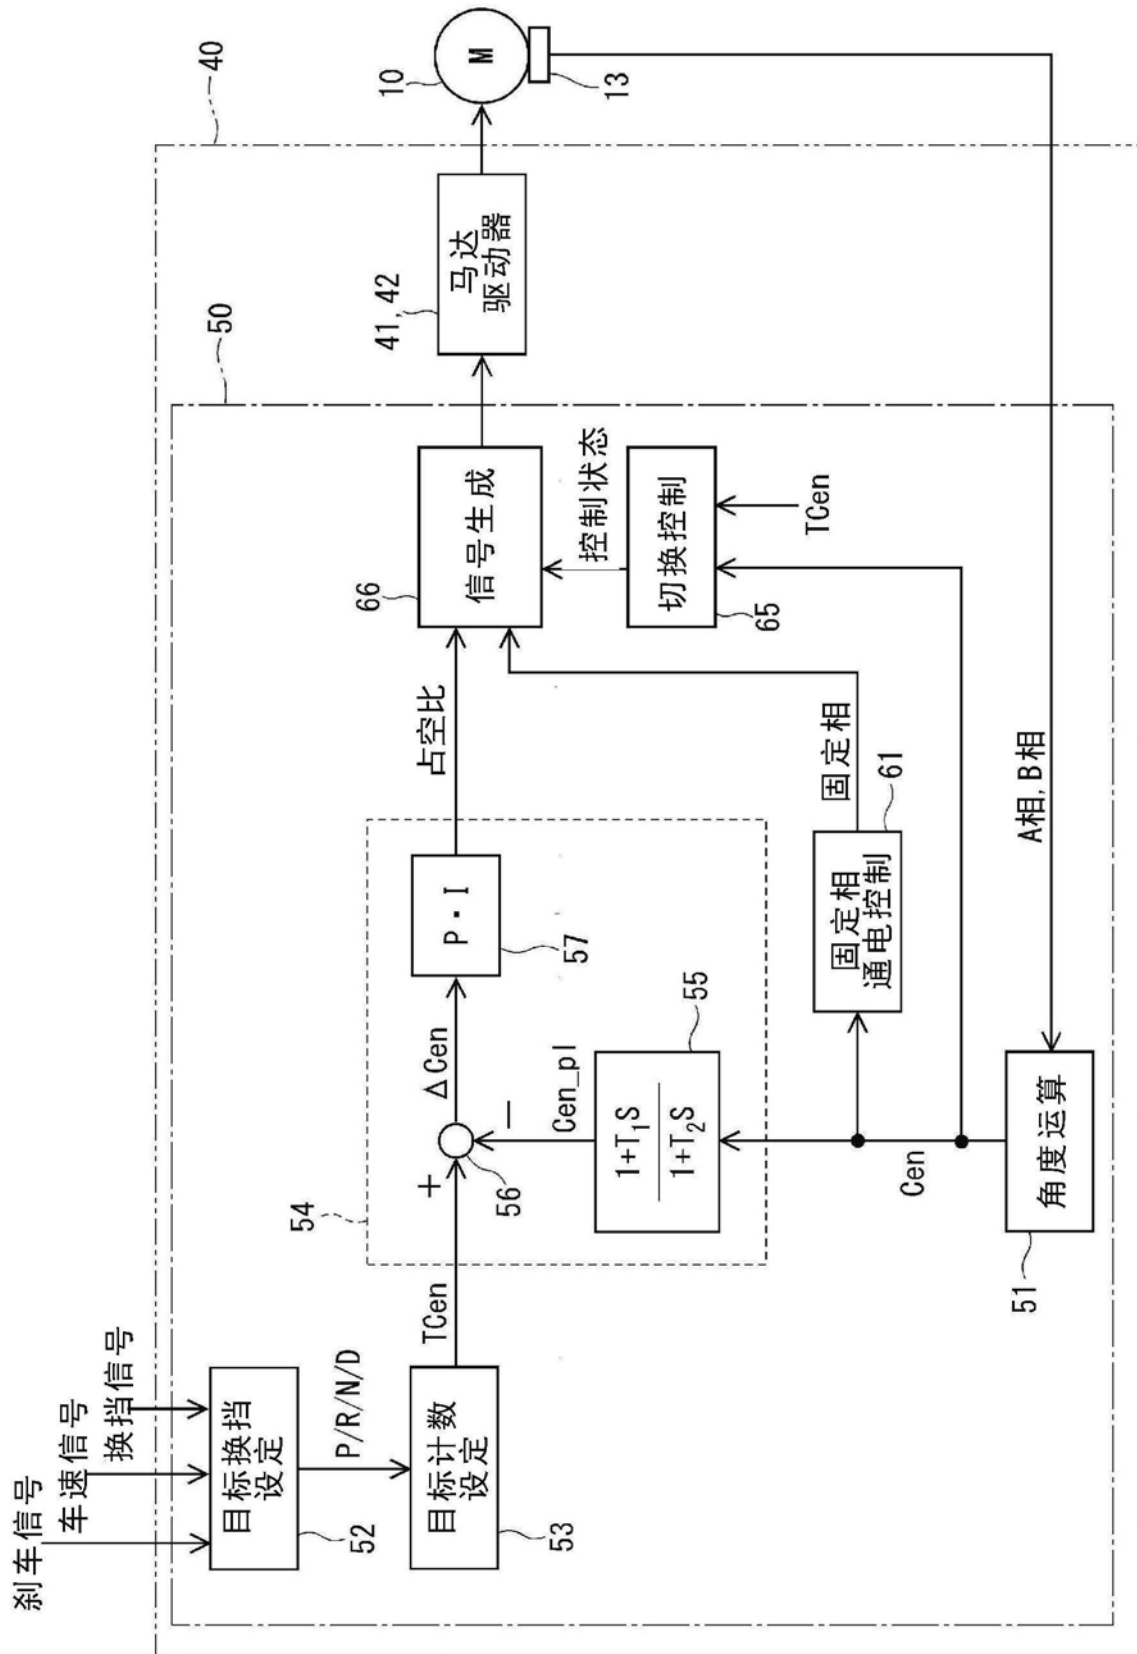 刹车信号
车速信号
换挡信号
目标换挡
设定
52
P/R/N/D
目标计数
设定
53
TCen
54
+
56
−
ΔCen
P·I
57
Cen_pl
1+T₁S
1+T₂S
55
占空比
信号生成
66
控制状态
切换控制
65
TCen
固定相
固定相
通电控制
61
Cen
角度运算
51
A相,B相
马达
驱动器
41,42
50
40
M
10
13